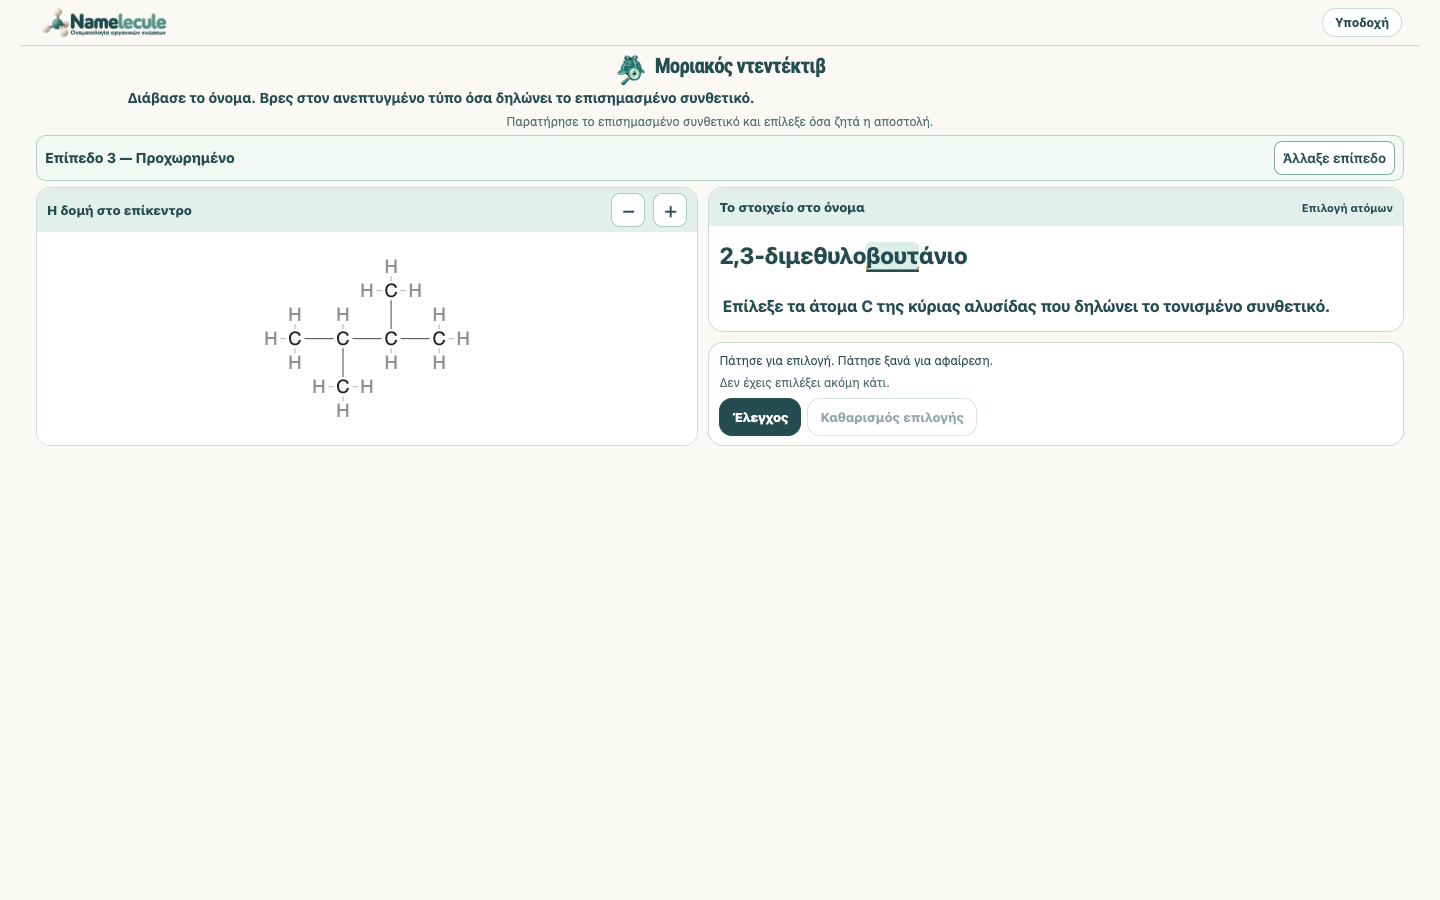 Namelecule
Ονοματολογία οργανικών ενώσεων
Υποδοχή
Μοριακός ντεντέκτιβ
Διάβασε το όνομα. Βρες στον ανεπτυγμένο τύπο όσα δηλώνει το επισημασμένο συνθετικό.
Παρατήρησε το επισημασμένο συνθετικό και επίλεξε όσα ζητά η αποστολή.
Επίπεδο 3 — Προχωρημένο
Άλλαξε επίπεδο
Η δομή στο επίκεντρο
− +
H
H C H
H H H
H C C C C H
H H H
H C H
H
Το στοιχείο στο όνομα
Επιλογή ατόμων
2,3-διμεθυλοβουτάνιο
Επίλεξε τα άτομα C της κύριας αλυσίδας που δηλώνει το τονισμένο συνθετικό.
Πάτησε για επιλογή. Πάτησε ξανά για αφαίρεση.
Δεν έχεις επιλέξει ακόμη κάτι.
Έλεγχος
Καθαρισμός επιλογής